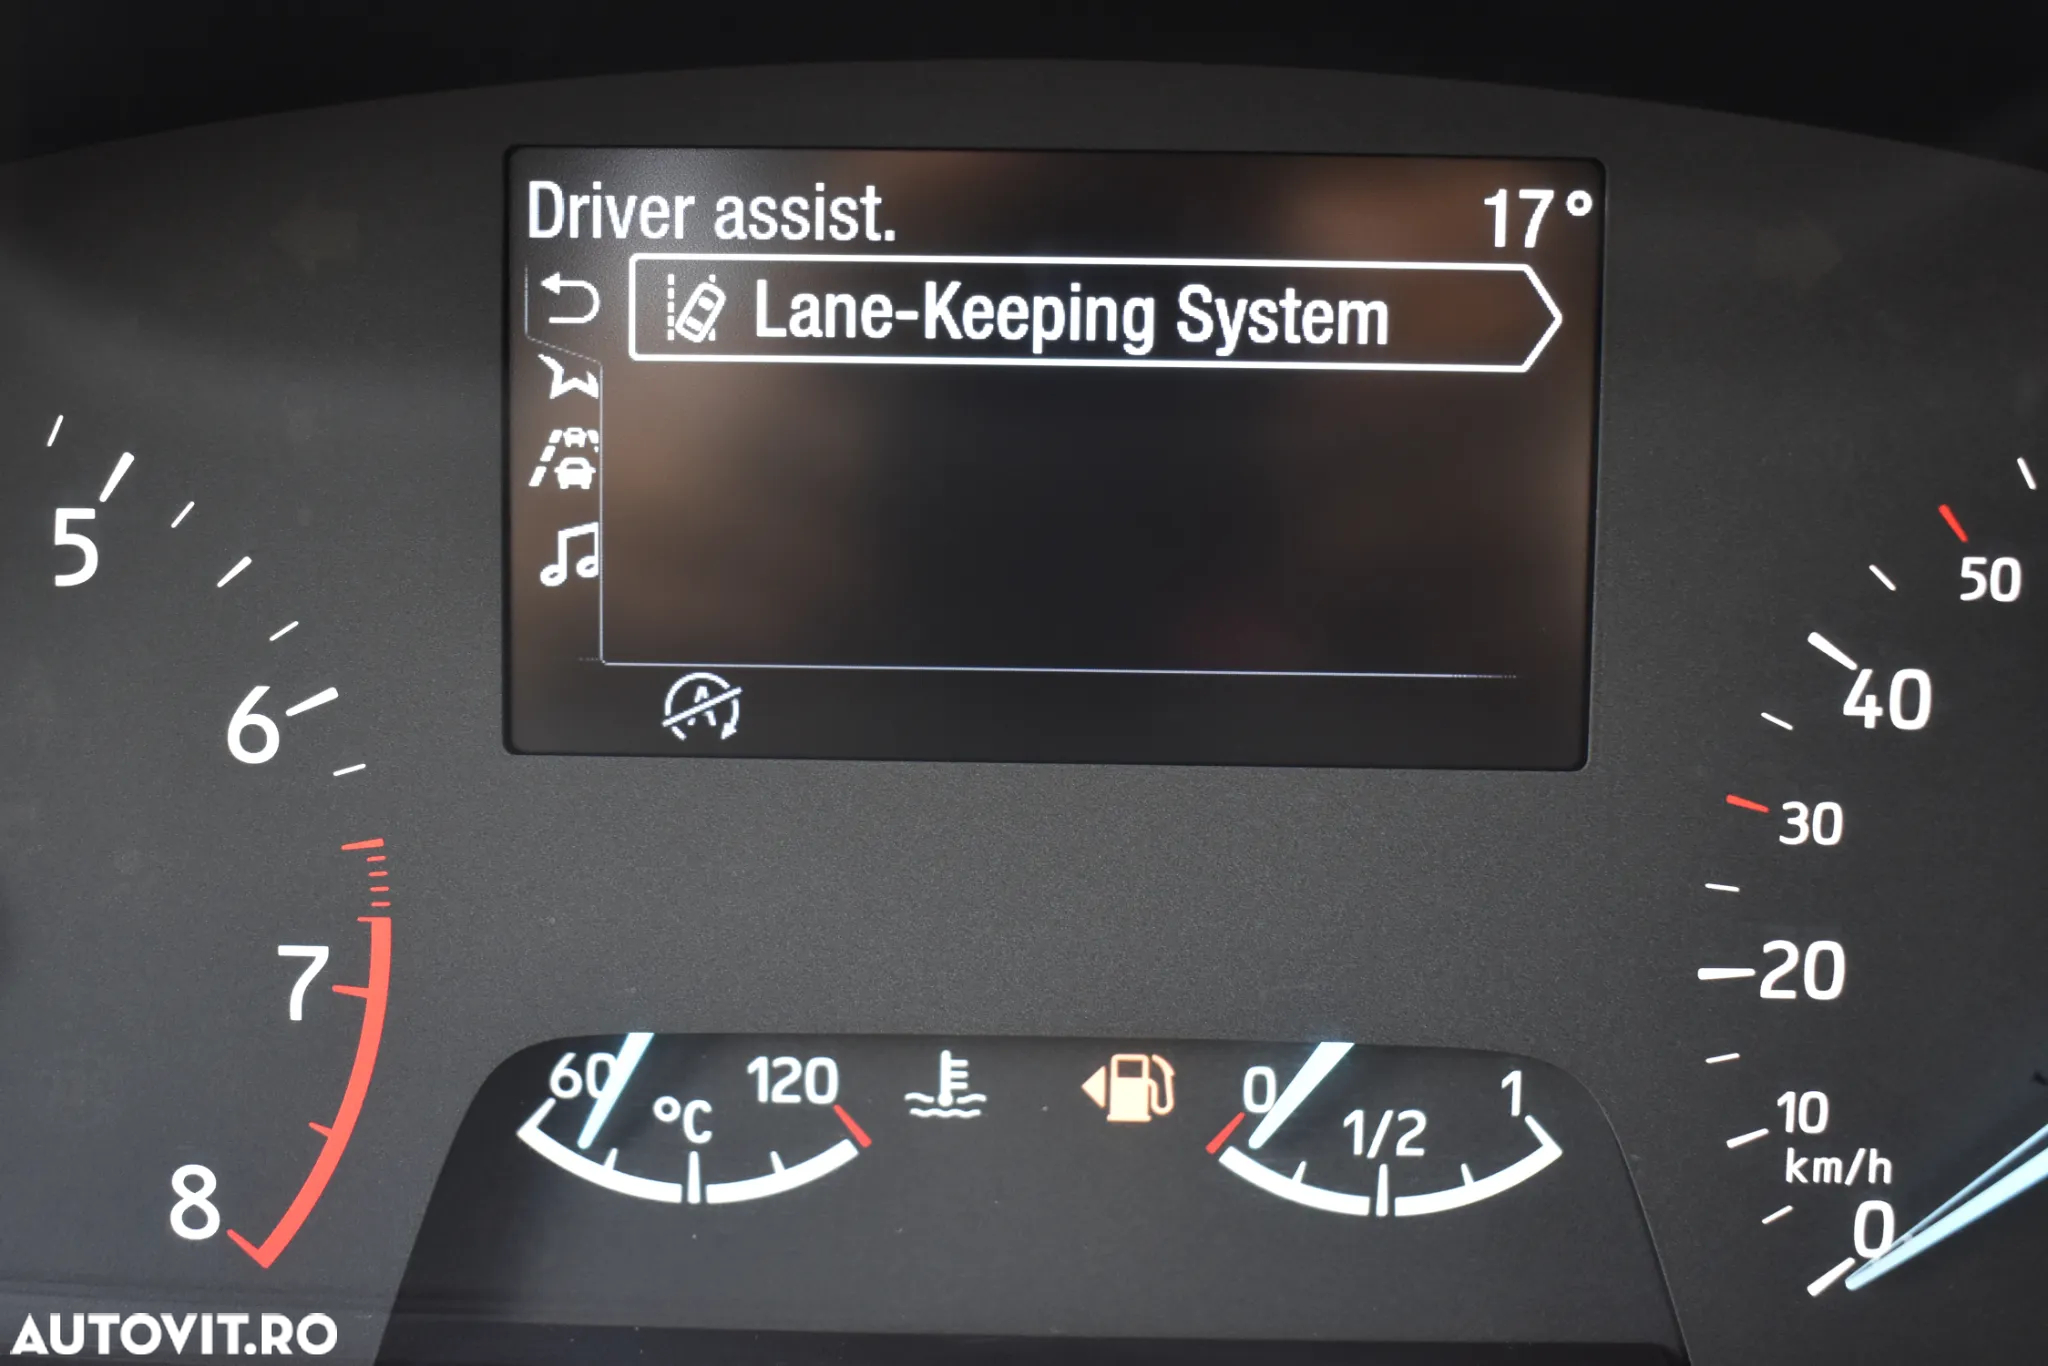 Driver assist. 17°
Lane-Keeping System
A
5
6
7
8
50
40
30
20
10
km/h
0
60 °C 120
0 1/2 1
AUTOVIT.RO